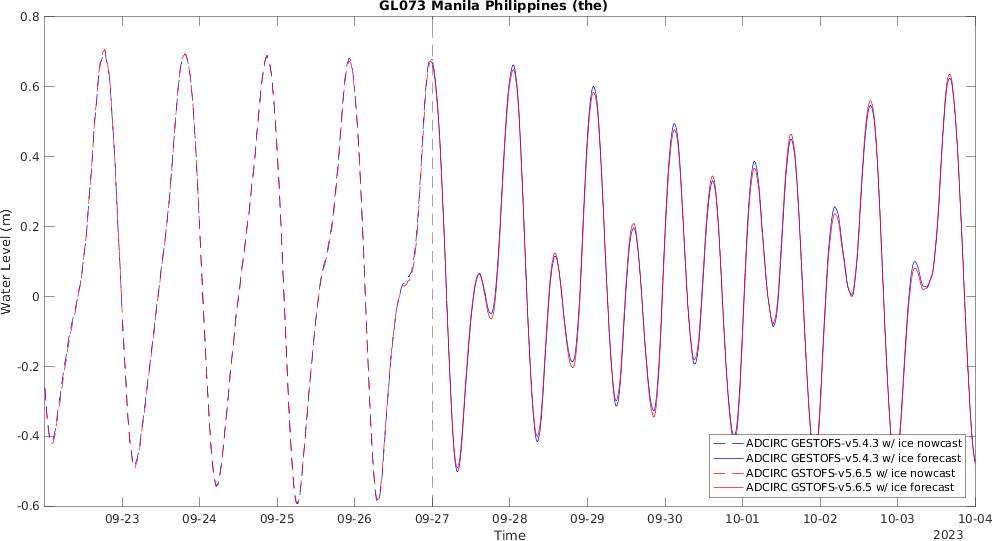 GL073 Manila Philippines (the)
0.8
0.6
0.4
0.2
0
-0.2
-0.4
-0.6
Water Level (m)
ADCIRC GESTOFS-v5.4.3 w/ ice nowcast
ADCIRC GESTOFS-v5.4.3 w/ ice forecast
ADCIRC GSTOFS-v5.6.5 w/ ice nowcast
ADCIRC GSTOFS-v5.6.5 w/ ice forecast
09-23 09-24 09-25 09-26 09-27 09-28 09-29 09-30 10-01 10-02 10-03 10-04
Time
2023